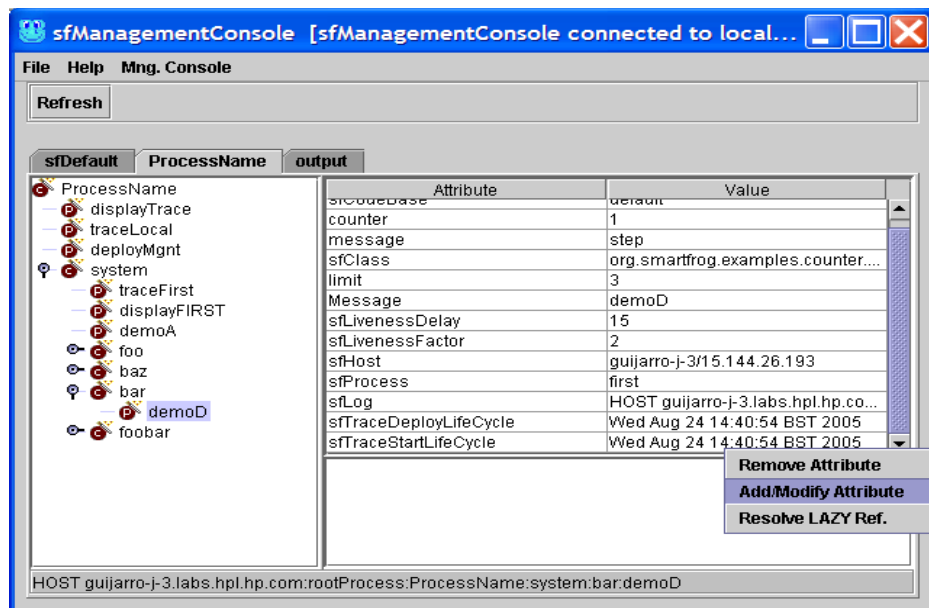 sfManagementConsole [sfManagementConsole connected to local...
File Help Mng. Console
Refresh
sfDefault ProcessName output
ProcessName
displayTrace
traceLocal
deployMgnt
system
traceFirst
displayFIRST
demoA
foo
baz
bar
demoD
foobar
Attribute Value
sfCodeBase default
counter 1
message step
sfClass org.smartfrog.examples.counter....
limit 3
Message demoD
sfLivenessDelay 15
sfLivenessFactor 2
sfHost guijarro-j-3/15.144.26.193
sfProcess first
sfLog HOST guijarro-j-3.labs.hpl.hp.co...
sfTraceDeployLifeCycle Wed Aug 24 14:40:54 BST 2005
sfTraceStartLifeCycle Wed Aug 24 14:40:54 BST 2005
Remove Attribute
Add/Modify Attribute
Resolve LAZY Ref.
HOST guijarro-j-3.labs.hpl.hp.com:rootProcess:ProcessName:system:bar:demoD